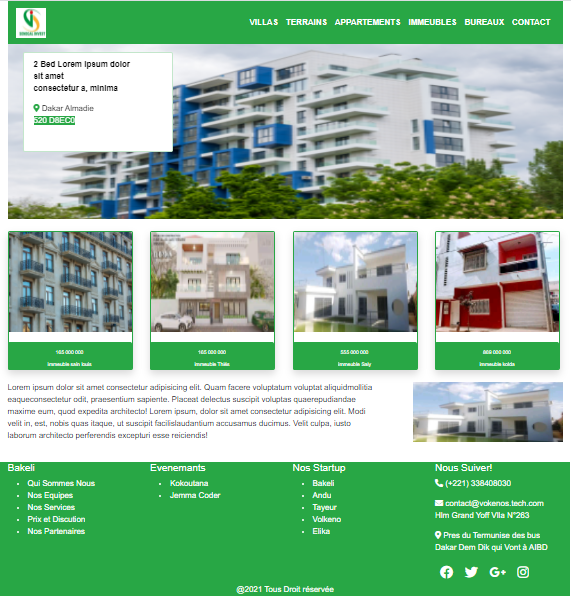 SENEGAL INVEST
VILLAS TERRAINS APPARTEMENTS IMMEUBLES BUREAUX CONTACT
2 Bed Lorem ipsum dolor
sit amet
consectetur a, minima
Dakar Almadie
520 D8EC0
165 000 000
Immeuble sain louis
165 000 000
Immeuble Thiès
555 000 000
Immeuble Saly
869 000 000
Immeuble kolda
Lorem ipsum dolor sit amet consectetur adipisicing elit. Quam facere voluptatum voluptat aliquidmollitia
eaqueconsectetur odit, praesentium sapiente. Placeat delectus suscipit voluptas quaerepudiandae
maxime eum, quod expedita architecto! Lorem ipsum, dolor sit amet consectetur adipisicing elit. Modi
velit in, est, nobis quas itaque, ut suscipit facilislaudantium accusamus ducimus. Velit culpa, iusto
laborum architecto perferendis excepturi esse reiciendis!
Bakeli
Qui Sommes Nous
Nos Equipes
Nos Services
Prix et Discution
Nos Partenaires
Evenemants
Kokoutana
Jemma Coder
Nos Startup
Bakeli
Andu
Tayeur
Volkeno
Elika
Nous Suiver!
(+221) 338408030
contact@vokenos.tech.com
Hlm Grand Yoff Vlla N°263
Pres du Termunise des bus
Dakar Dem Dik qui Vont à AIBD
@2021 Tous Droit réservée